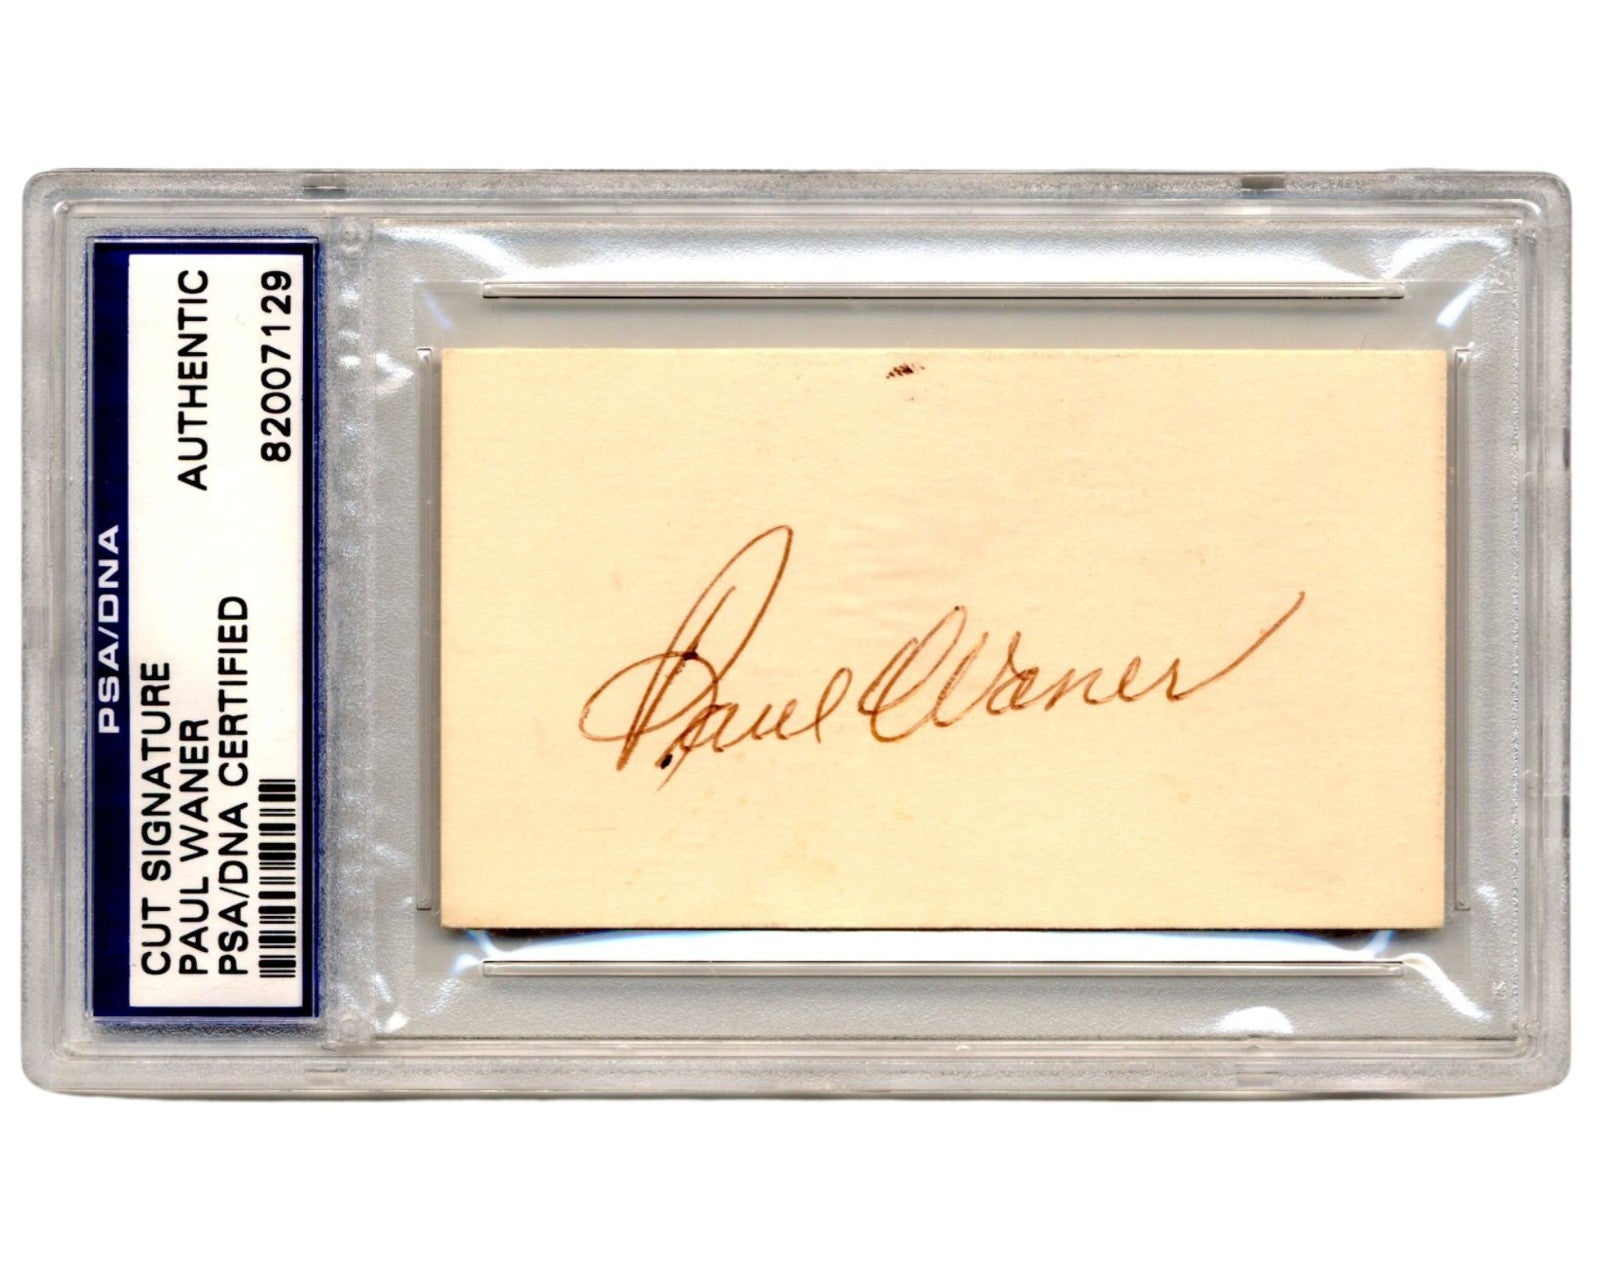 PSA/DNA
CUT SIGNATURE AUTHENTIC
PAUL WANER
PSA/DNA CERTIFIED 82007129
Paul Waner